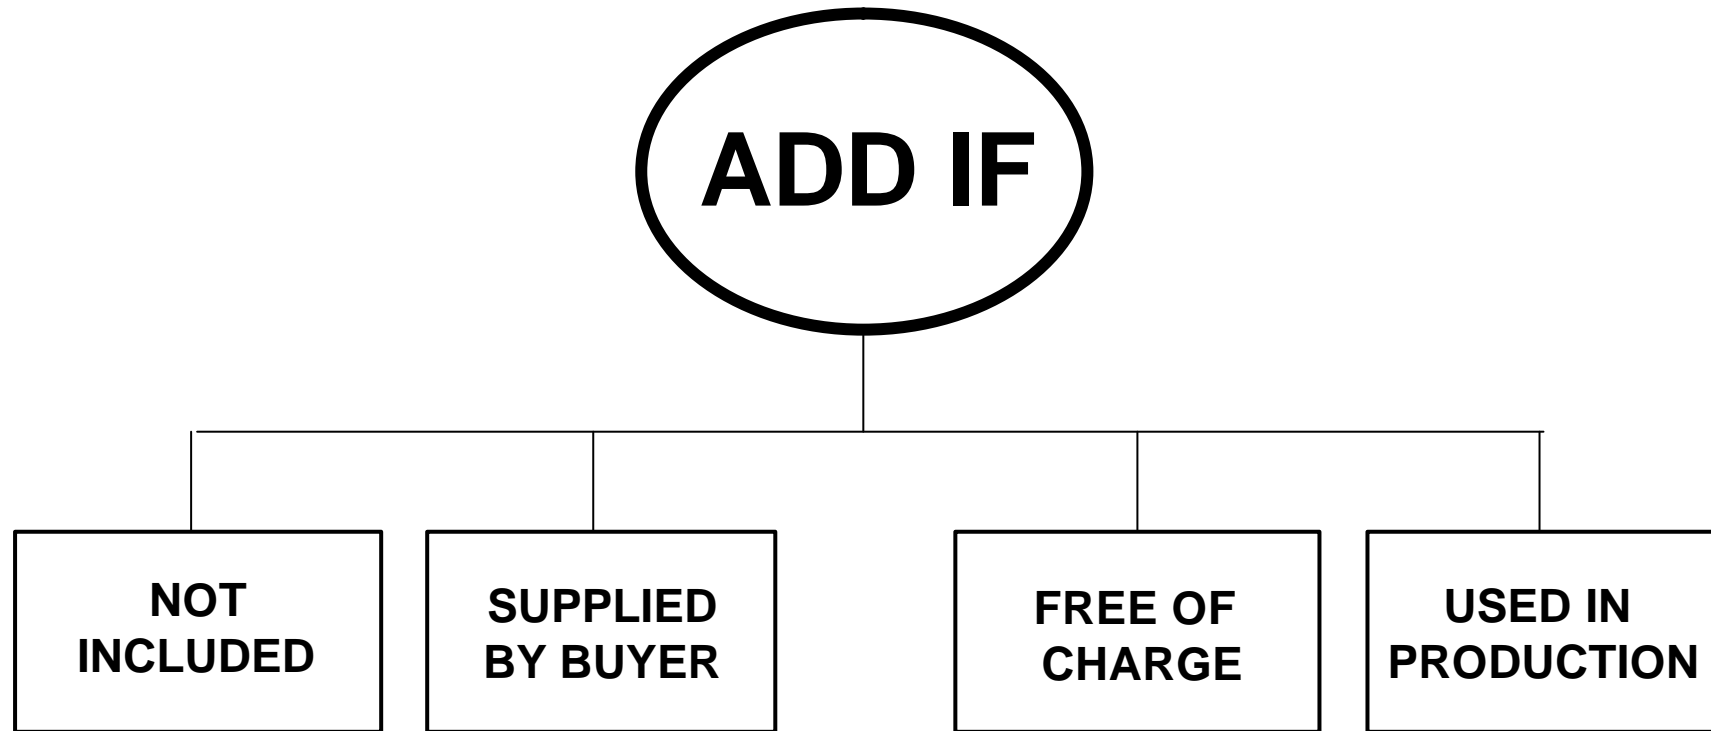 ADD IF
NOT
INCLUDED
SUPPLIED
BY BUYER
FREE OF
CHARGE
USED IN
PRODUCTION